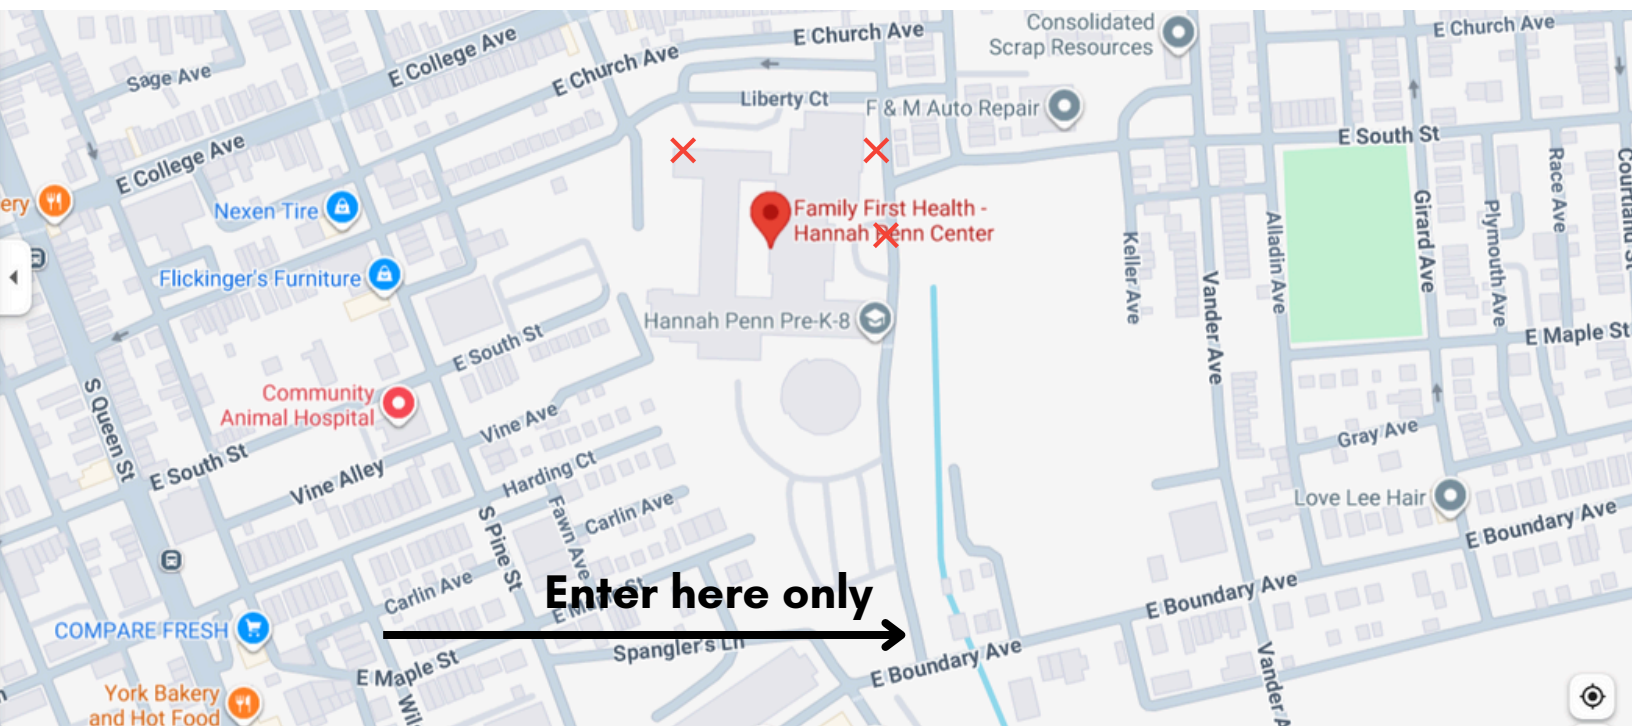 Consolidated
Scrap Resources
E Church Ave
E Church Ave
E College Ave
E Church Ave
Sage Ave
Liberty Ct
F & M Auto Repair
E South St
E College Ave
ery
Nexen Tire
Family First Health -
Hannah Penn Center
Flickinger's Furniture
Hannah Penn Pre-K-8
E South St
Keller Ave
Vander Ave
Alladin Ave
Girard Ave
Plymouth Ave
Race Ave
Courtland St
E Maple St
Community
Animal Hospital
S Queen St
Vine Ave
Gray Ave
E South St
Vine Alley
Harding Ct
Love Lee Hair
Carlin Ave
Fawn Ave
S Pine St
E Boundary Ave
Enter here only
Carlin Ave
E Boundary Ave
COMPARE FRESH
E Maple St
Spangler's Ln
E Boundary Ave
York Bakery
and Hot Food